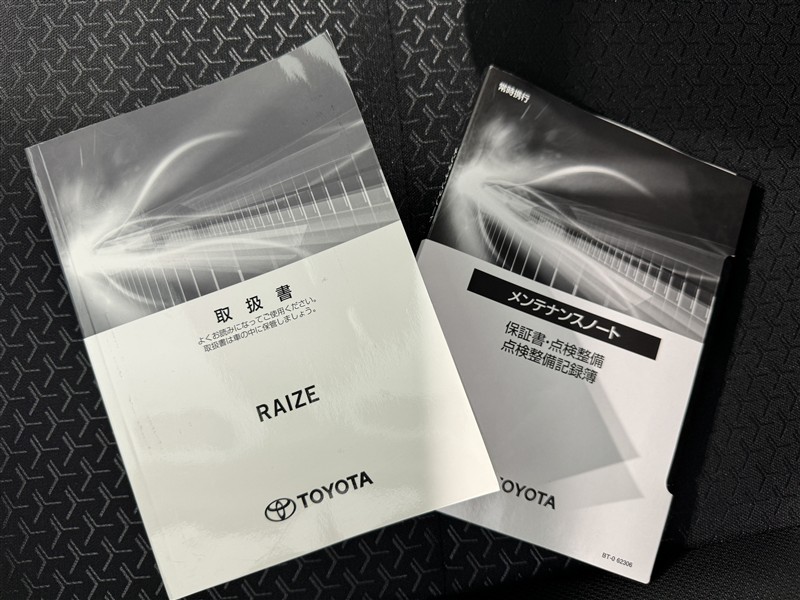 取扱書
よくお読みになってご使用ください。
取扱書は車の中に保管しましょう。
RAIZE
TOYOTA
常時携行
メンテナンスノート
保証書・点検整備
点検整備記録簿
TOYOTA
BT-0 62306